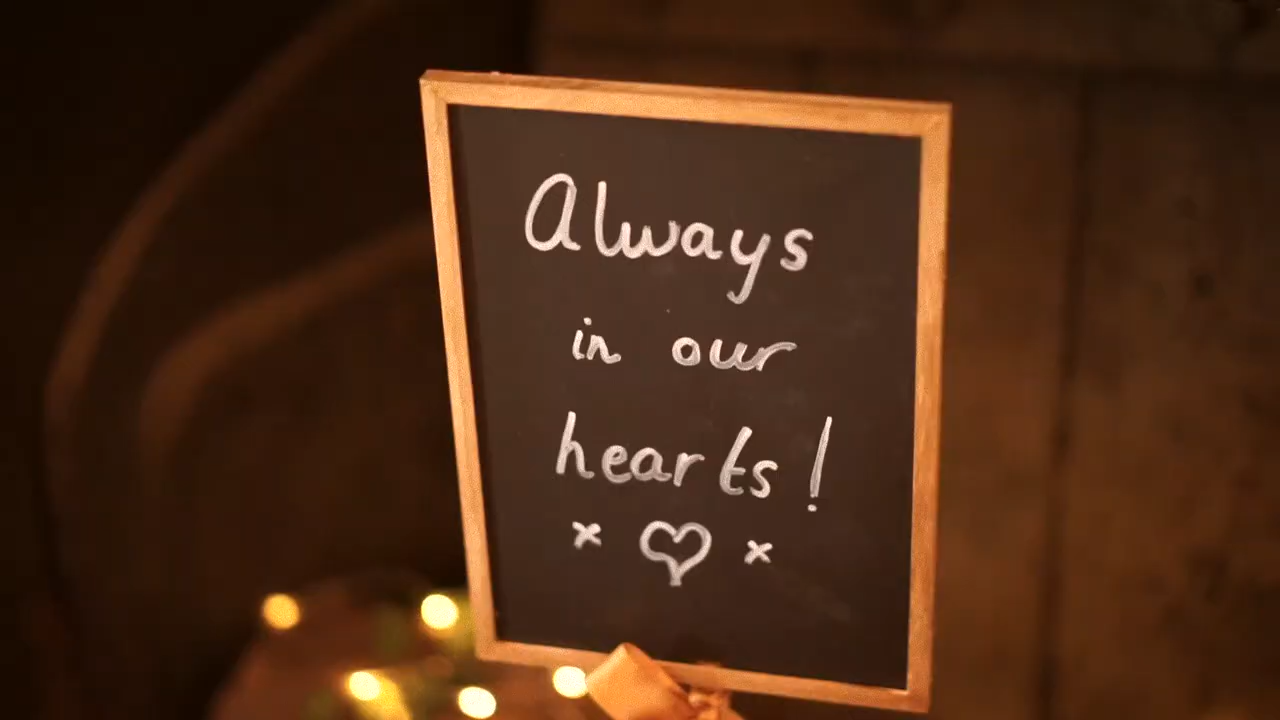 Always
in our
hearts!
x ♡ x